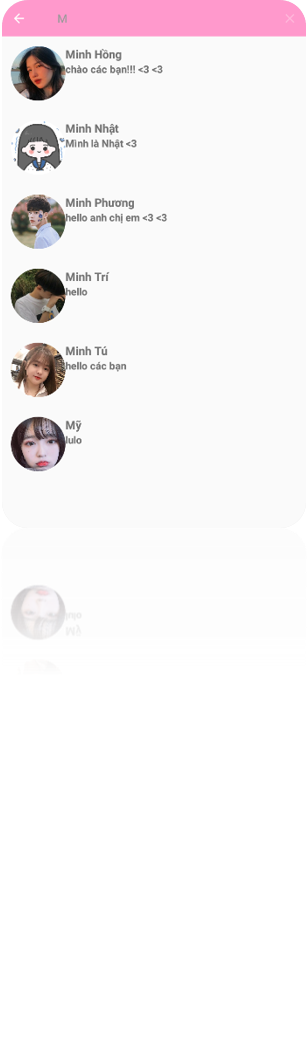 M
Minh Hồng
chào các bạn!!! <3 <3
Minh Nhật
Mình là Nhật <3
Minh Phương
hello anh chị em <3 <3
Minh Trí
hello
Minh Tú
hello các bạn
Mỹ
lulo